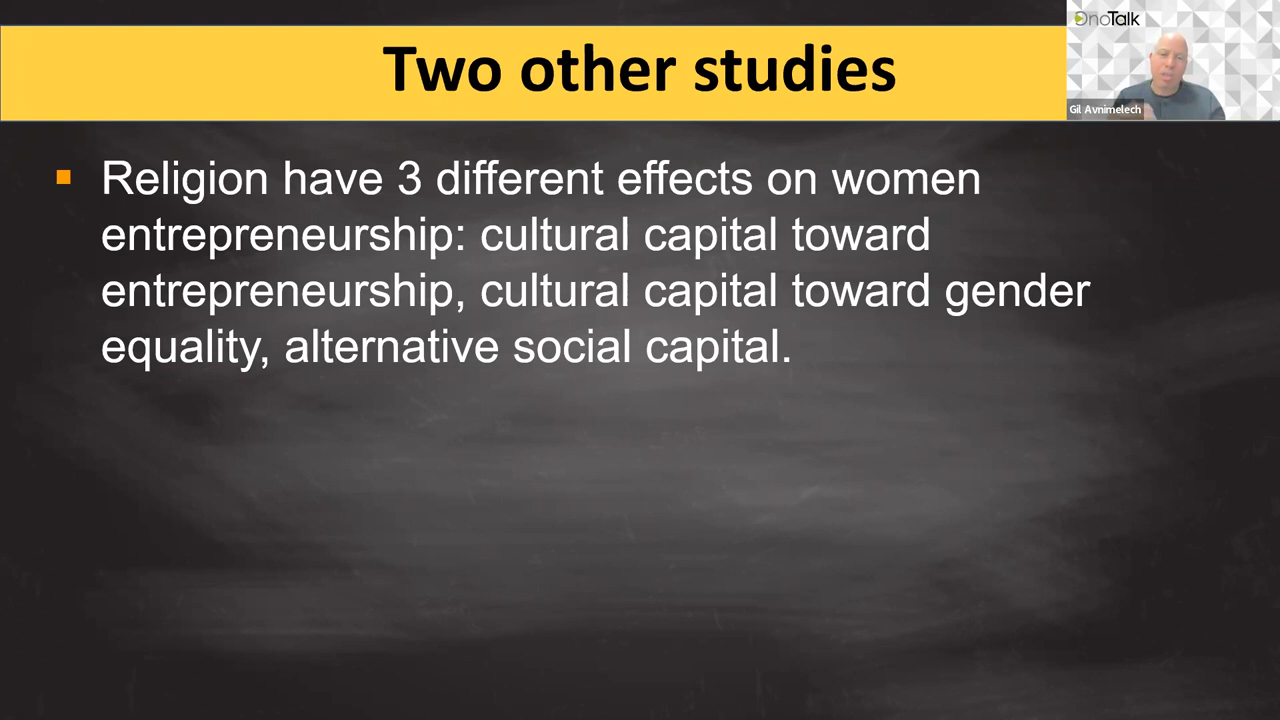 Two other studies
OnoTalk
Gil Avnimelech
Religion have 3 different effects on women
entrepreneurship: cultural capital toward
entrepreneurship, cultural capital toward gender
equality, alternative social capital.